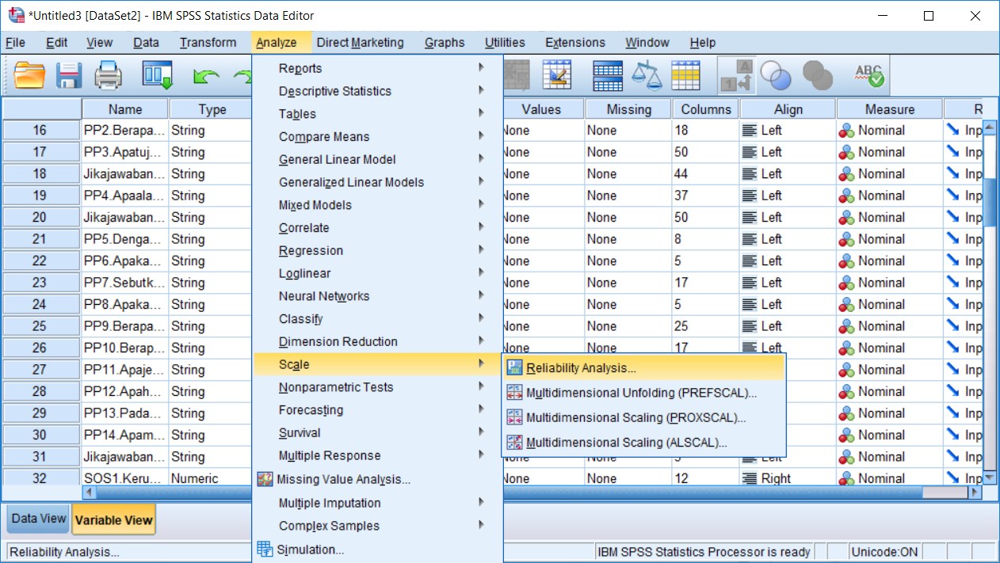 *Untitled3 [DataSet2] - IBM SPSS Statistics Data Editor
File Edit View Data Transform Analyze Direct Marketing Graphs Utilities Extensions Window Help
1 A A ABC
Name Type Values Missing Columns Align Measure R
16 PP2.Berapa... String None None 18 Left Nominal Inp
17 PP3.Apatuj... String None None 50 Left Nominal Inp
18 Jikajawaban... String None None 44 Left Nominal Inp
19 PP4.Apaala... String None None 37 Left Nominal Inp
20 Jikajawaban... String None None 50 Left Nominal Inp
21 PP5.Denga... String None None 8 Left Nominal Inp
22 PP6.Apaka... String None None 5 Left Nominal Inp
23 PP7.Sebutk... String None None 17 Left Nominal Inp
24 PP8.Apaka... String None None 5 Left Nominal Inp
25 PP9.Berapa... String None None 25 Left Nominal Inp
26 PP10.Berap... String None None 17 Left Nominal Inp
27 PP11.Apaje... String Nominal Inp
28 PP12.Apah... String Nominal Inp
29 PP13.Pada... String Nominal Inp
30 PP14.Apam... String Nominal Inp
31 Jikajawaban... String None None Left Nominal Inp
32 SOS1.Keru... Numeric None None 12 Right Nominal Inp
Reports
Descriptive Statistics
Tables
Compare Means
General Linear Model
Generalized Linear Models
Mixed Models
Correlate
Regression
Loglinear
Neural Networks
Classify
Dimension Reduction
Scale
Nonparametric Tests
Forecasting
Survival
Multiple Response
Missing Value Analysis...
Multiple Imputation
Complex Samples
Simulation...
Reliability Analysis...
Multidimensional Unfolding (PREFSCAL)...
Multidimensional Scaling (PROXSCAL)...
Multidimensional Scaling (ALSCAL)...
Data View Variable View
Reliability Analysis... IBM SPSS Statistics Processor is ready Unicode:ON